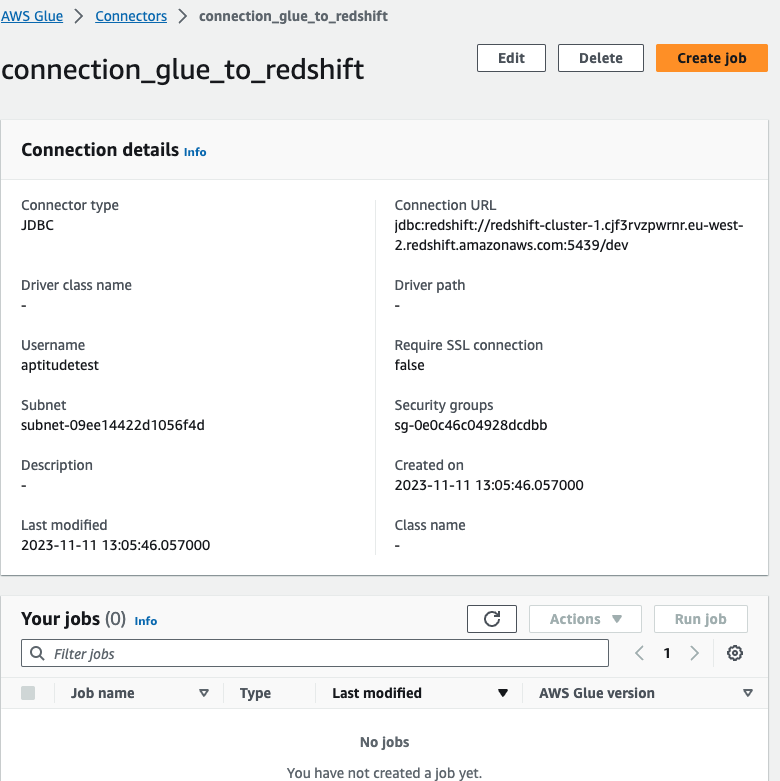 AWS Glue > Connectors > connection_glue_to_redshift
connection_glue_to_redshift
Edit
Delete
Create job
Connection details Info
Connector type
JDBC
Connection URL
jdbc:redshift://redshift-cluster-1.cjf3rvzpwrnr.eu-west-
2.redshift.amazonaws.com:5439/dev
Driver class name
-
Driver path
-
Username
aptitudetest
Require SSL connection
false
Subnet
subnet-09ee14422d1056f4d
Security groups
sg-0e0c46c04928dcdbb
Description
-
Created on
2023-11-11 13:05:46.057000
Last modified
2023-11-11 13:05:46.057000
Class name
-
Your jobs (0) Info
Actions
Run job
Filter jobs
1
Job name
Type
Last modified
AWS Glue version
No jobs
You have not created a job yet.